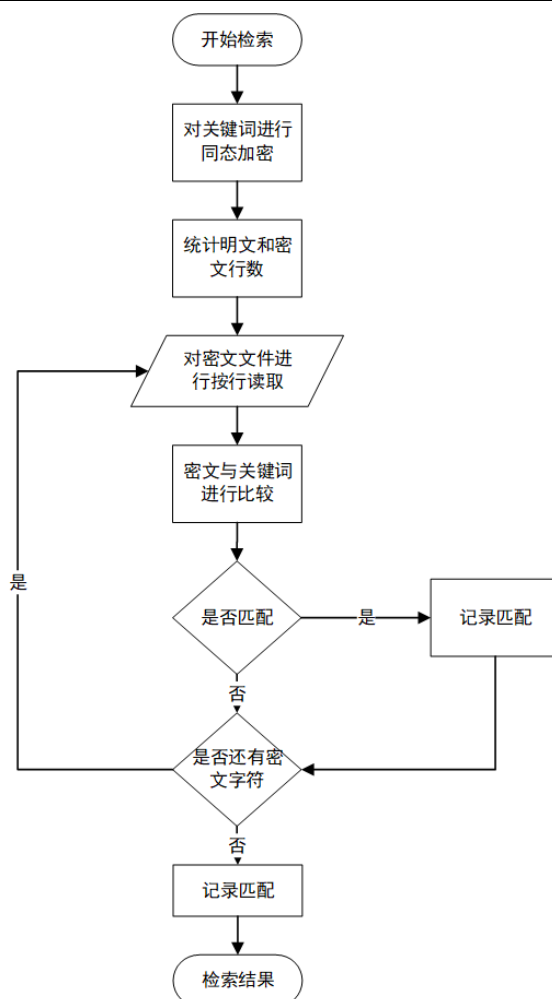 开始检索
对关键词进行
同态加密
统计明文和密
文行数
对密文文件进
行按行读取
密文与关键词
进行比较
是
是否匹配
是
记录匹配
否
是否还有密
文字符
否
记录匹配
检索结果